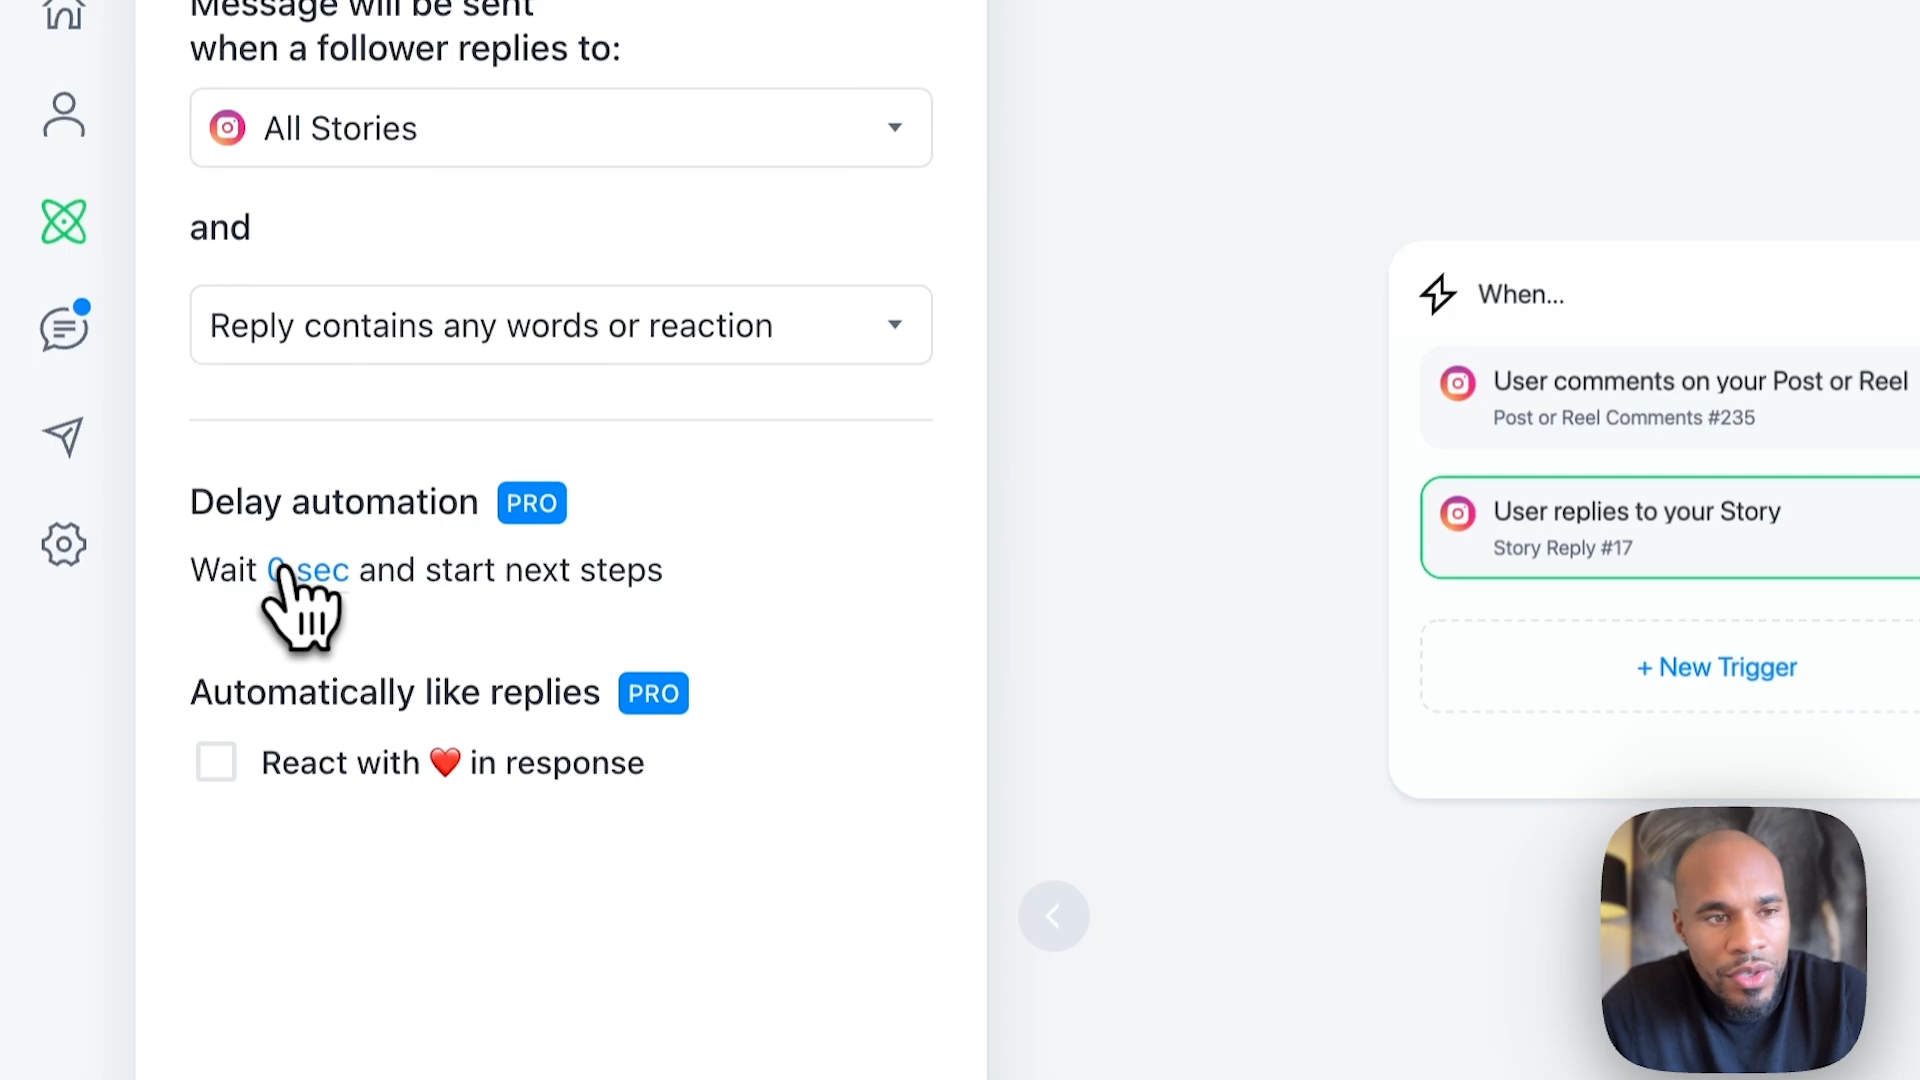 Message will be sent
when a follower replies to:
All Stories
and
Reply contains any words or reaction
Delay automation PRO
Wait 0 sec and start next steps
Automatically like replies PRO
React with ❤️ in response
When...
User comments on your Post or Reel
Post or Reel Comments #235
User replies to your Story
Story Reply #17
+ New Trigger